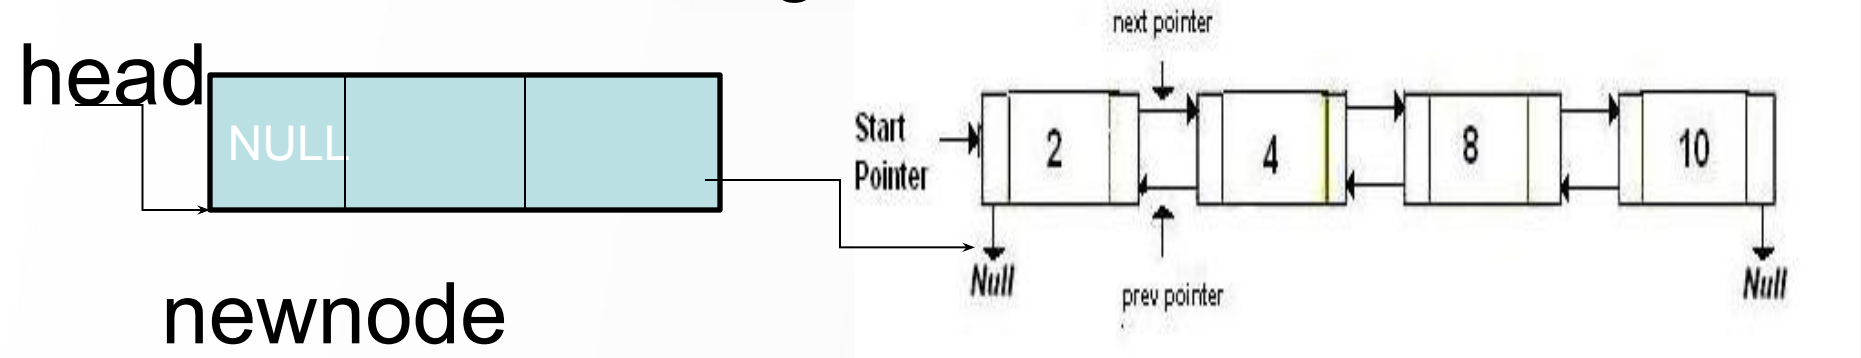 head
NULL
newnode
next pointer
Start
Pointer
2
4
8
10
Null
prev pointer
Null